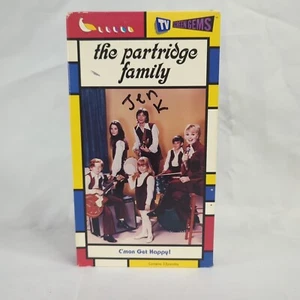 TV
the partridge
family
Jen
K
C'mon Get Happy!